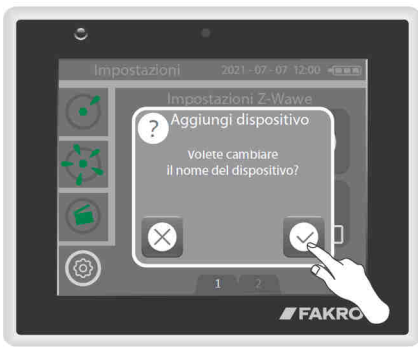 Impostazioni 2021 - 07 - 07 12:00
Impostazioni Z-Wawe
?
Aggiungi dispositivo
Volete cambiare
il nome del dispositivo?
1 2
FAKRO